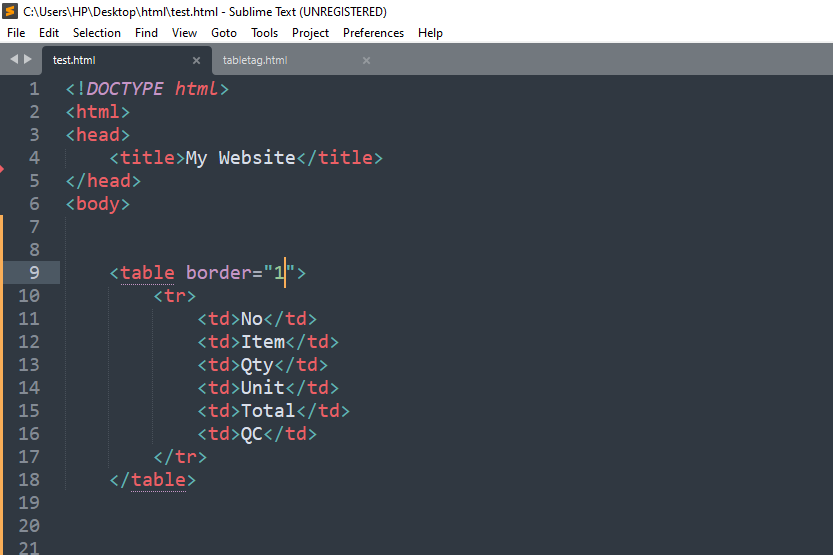 C:\Users\HP\Desktop\html\test.html - Sublime Text (UNREGISTERED)
File Edit Selection Find View Goto Tools Project Preferences Help
test.html × tabletag.html ×
1 <!DOCTYPE html>
2 <html>
3 <head>
4     <title>My Website</title>
5 </head>
6 <body>
7
8
9     <table border="1">
10         <tr>
11             <td>No</td>
12             <td>Item</td>
13             <td>Qty</td>
14             <td>Unit</td>
15             <td>Total</td>
16             <td>QC</td>
17         </tr>
18     </table>
19
20
21